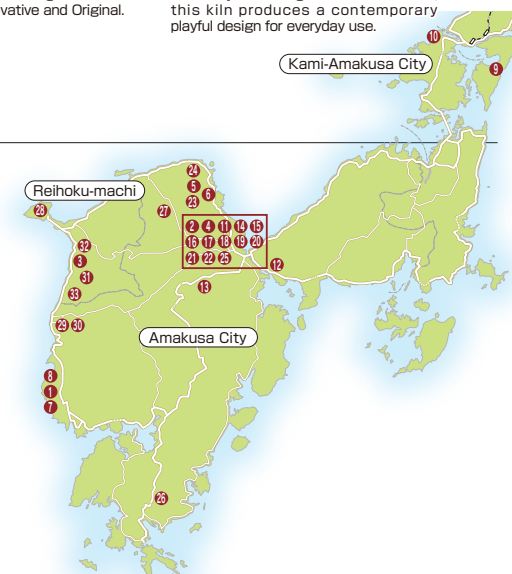 vative and Original.
this kiln produces a contemporary
playful design for everyday use.
10
Kami-Amakusa City
9
24
5
Reihoku-machi
6
23
28
27
2 4 11 14 15
32
16 17 18 19 20
3
21 22 25
12
31
13
33
29 30
Amakusa City
8
1
7
26